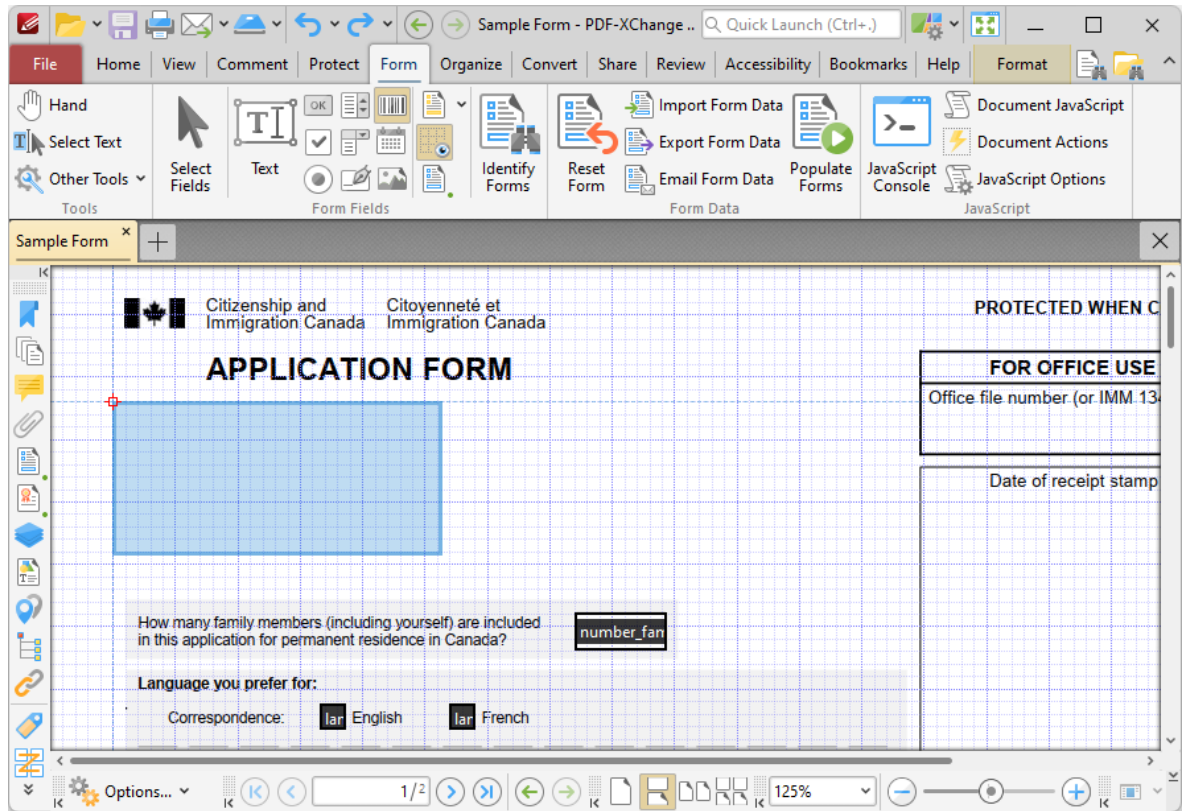 Sample Form - PDF-XChange ..
Quick Launch (Ctrl+.)
File Home View Comment Protect Form Organize Convert Share Review Accessibility Bookmarks Help Format
Hand
Select Text
Other Tools
Tools
Select Fields
Text
OK
Form Fields
Identify Forms
Reset Form
Import Form Data
Export Form Data
Email Form Data
Populate Forms
Form Data
JavaScript Console
Document JavaScript
Document Actions
JavaScript Options
JavaScript
Sample Form
Citizenship and Immigration Canada
Citoyenneté et Immigration Canada
PROTECTED WHEN C
APPLICATION FORM
FOR OFFICE USE
Office file number (or IMM 134
Date of receipt stamp
How many family members (including yourself) are included
in this application for permanent residence in Canada?
number_fam
Language you prefer for:
Correspondence: lar English lar French
Options...
1/2
125%